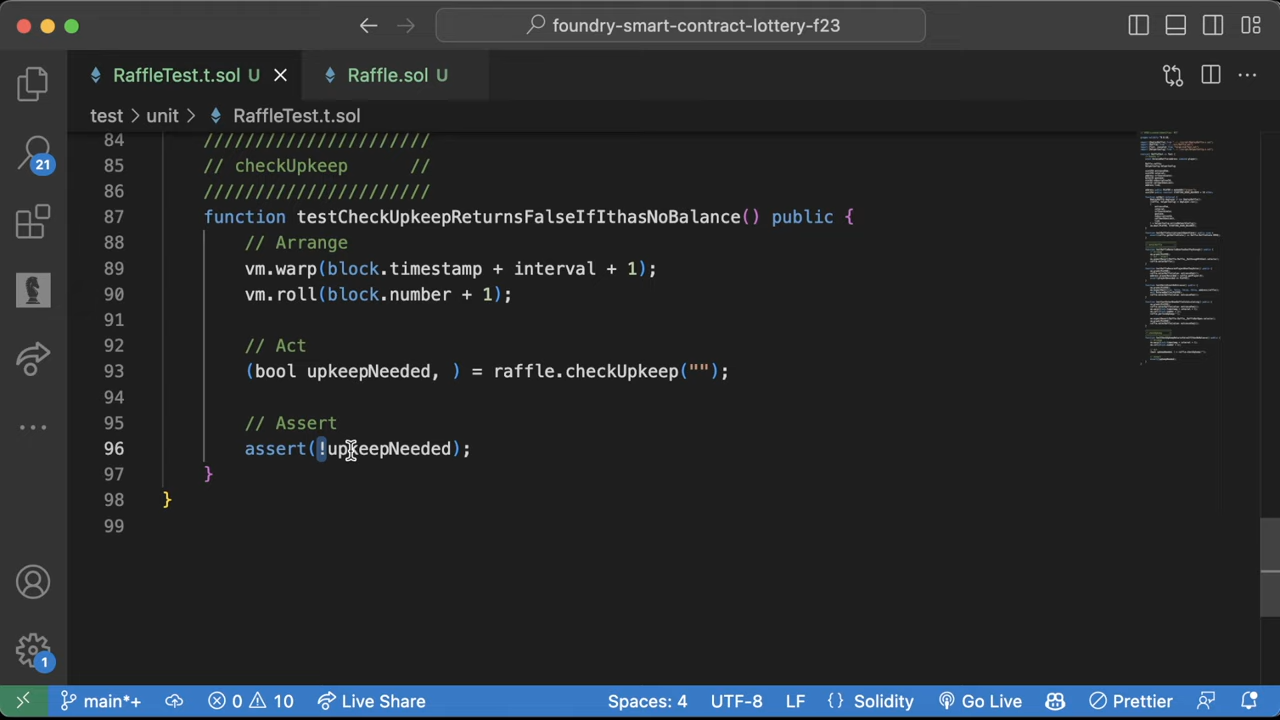 foundry-smart-contract-lottery-f23
RaffleTest.t.sol U
Raffle.sol U
test > unit > RaffleTest.t.sol
84 //////////////////////
85 // checkUpkeep //
86 //////////////////////
87 function testCheckUpkeepReturnsFalseIfIthasNoBalance() public {
88 // Arrange
89 vm.warp(block.timestamp + interval + 1);
90 vm.roll(block.number + 1);
91
92 // Act
93 (bool upkeepNeeded, ) = raffle.checkUpkeep("");
94
95 // Assert
96 assert(!upkeepNeeded);
97 }
98 }
99
21
1
main*+
0
10
Live Share
Spaces: 4
UTF-8
LF
{} Solidity
Go Live
Prettier